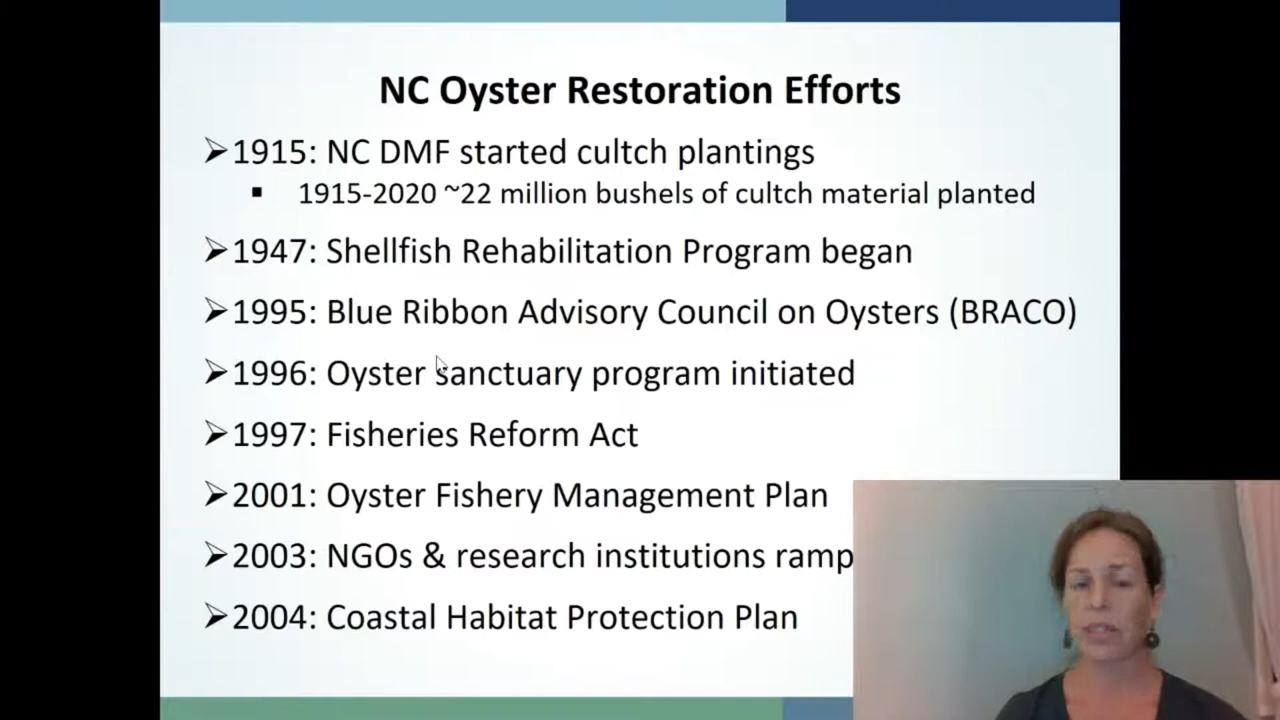 NC Oyster Restoration Efforts
1915: NC DMF started cultch plantings
1915-2020 ~22 million bushels of cultch material planted
1947: Shellfish Rehabilitation Program began
1995: Blue Ribbon Advisory Council on Oysters (BRACO)
1996: Oyster sanctuary program initiated
1997: Fisheries Reform Act
2001: Oyster Fishery Management Plan
2003: NGOs & research institutions ramp
2004: Coastal Habitat Protection Plan